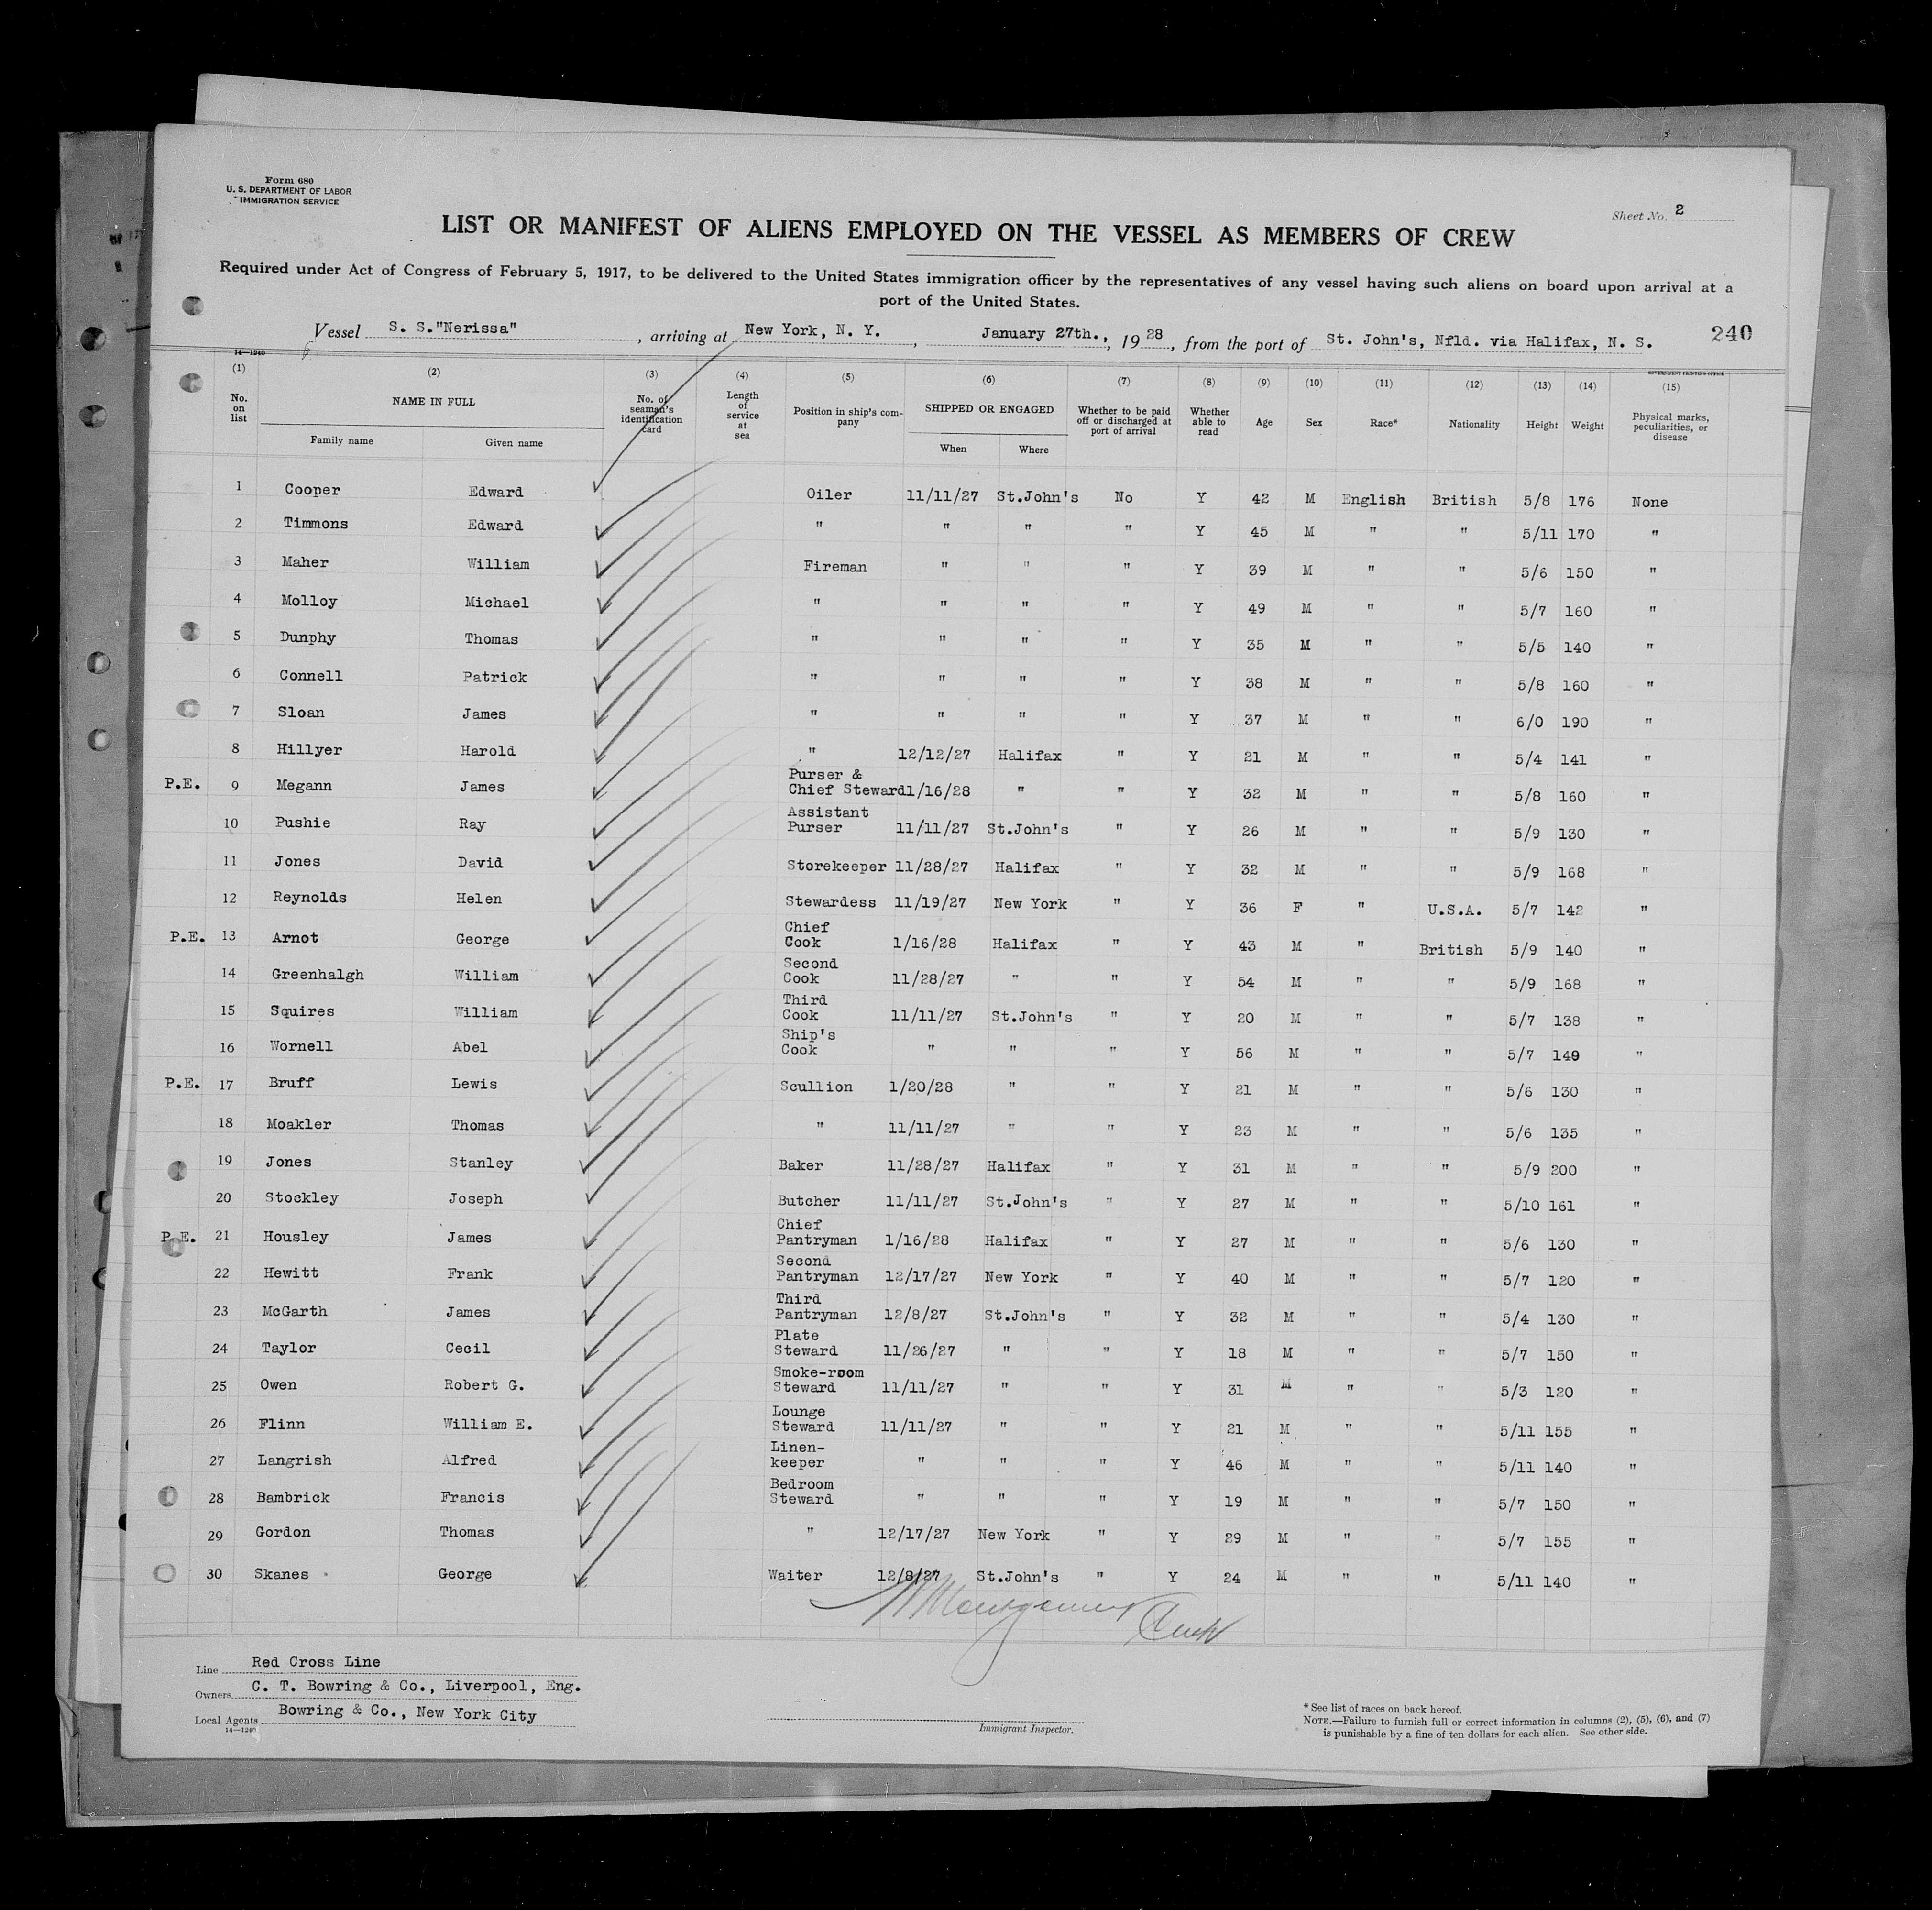 Form 680
U. S. DEPARTMENT OF LABOR
IMMIGRATION SERVICE
Sheet No. 2
LIST OR MANIFEST OF ALIENS EMPLOYED ON THE VESSEL AS MEMBERS OF CREW
Required under Act of Congress of February 5, 1917, to be delivered to the United States immigration officer by the representatives of any vessel having such aliens on board upon arrival at a
port of the United States.
Vessel S. S."Nerissa" , arriving at New York, N. Y. , January 27th., , 1928 , from the port of St. John's, Nfld. via Halifax, N. S. 240
14—1240 GOVERNMENT PRINTING OFFICE
(1) (2) (3) (4) (5) (6) (7) (8) (9) (10) (11) (12) (13) (14) (15)
No. on list NAME IN FULL Family name Given name No. of seaman's identification card Length of service at sea Position in ship's company SHIPPED OR ENGAGED When Where Whether to be paid off or discharged at port of arrival Whether able to read Age Sex Race* Nationality Height Weight Physical marks, peculiarities, or disease
1 Cooper Edward Oiler 11/11/27 St.John's No Y 42 M English British 5/8 176 None
2 Timmons Edward " " " " Y 45 M " " 5/11 170 "
3 Maher William Fireman " " " Y 39 M " " 5/6 150 "
4 Molloy Michael " " " " Y 49 M " " 5/7 160 "
5 Dunphy Thomas " " " " Y 35 M " " 5/5 140 "
6 Connell Patrick " " " " Y 38 M " " 5/8 160 "
7 Sloan James " " " " Y 37 M " " 6/0 190 "
8 Hillyer Harold " 12/12/27 Halifax " Y 21 M " " 5/4 141 "
P.E. 9 Megann James Purser & Chief Steward 1/16/28 " " Y 32 M " " 5/8 160 "
10 Pushie Ray Assistant Purser 11/11/27 St.John's " Y 26 M " " 5/9 130 "
11 Jones David Storekeeper 11/28/27 Halifax " Y 32 M " " 5/9 168 "
12 Reynolds Helen Stewardess 11/19/27 New York " Y 36 F " U.S.A. 5/7 142 "
P.E. 13 Arnot George Chief Cook 1/16/28 Halifax " Y 43 M " British 5/9 140 "
14 Greenhalgh William Second Cook 11/28/27 " " Y 54 M " " 5/9 168 "
15 Squires William Third Cook 11/11/27 St.John's " Y 20 M " " 5/7 138 "
16 Wornell Abel Ship's Cook " " " Y 56 M " " 5/7 149 "
P.E. 17 Bruff Lewis Scullion 1/20/28 " " Y 21 M " " 5/6 130 "
18 Moakler Thomas " 11/11/27 " " Y 23 M " " 5/6 135 "
19 Jones Stanley Baker 11/28/27 Halifax " Y 31 M " " 5/9 200 "
20 Stockley Joseph Butcher 11/11/27 St.John's " Y 27 M " " 5/10 161 "
P.E. 21 Housley James Chief Pantryman 1/16/28 Halifax " Y 27 M " " 5/6 130 "
22 Hewitt Frank Second Pantryman 12/17/27 New York " Y 40 M " " 5/7 120 "
23 McGarth James Third Pantryman 12/8/27 St.John's " Y 32 M " " 5/4 130 "
24 Taylor Cecil Plate Steward 11/26/27 " " Y 18 M " " 5/7 150 "
25 Owen Robert G. Smoke-room Steward 11/11/27 " " Y 31 M " " 5/3 120 "
26 Flinn William E. Lounge Steward 11/11/27 " " Y 21 M " " 5/11 155 "
27 Langrish Alfred Linen-keeper " " " Y 46 M " " 5/11 140 "
28 Bambrick Francis Bedroom Steward " " " Y 19 M " " 5/7 150 "
29 Gordon Thomas " 12/17/27 New York " Y 29 M " " 5/7 155 "
30 Skanes George Waiter 12/8/27 St.John's " Y 24 M " " 5/11 140 "
Line Red Cross Line
Owners C. T. Bowring & Co., Liverpool, Eng.
Local Agents Bowring & Co., New York City
14—1240
Immigrant Inspector.
*See list of races on back hereof.
NOTE.—Failure to furnish full or correct information in columns (2), (5), (6), and (7)
is punishable by a fine of ten dollars for each alien. See other side.